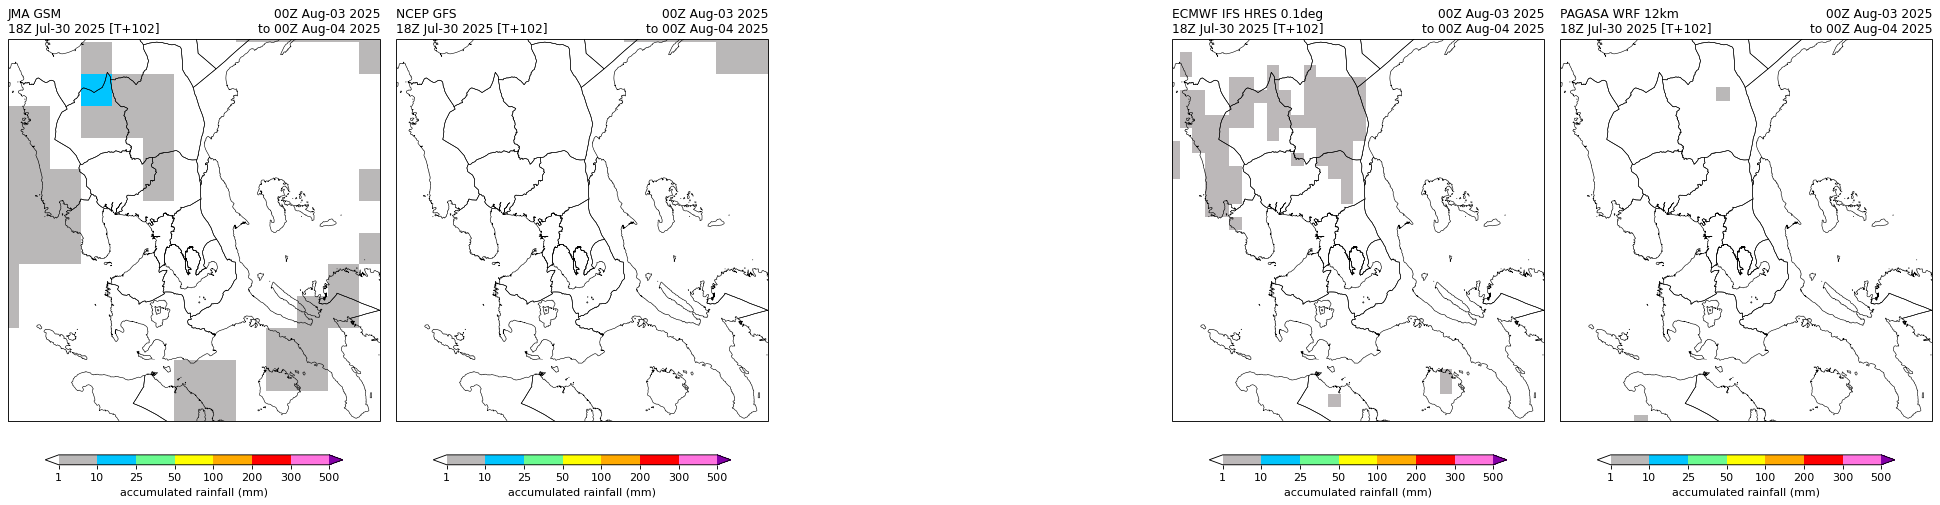 JMA GSM 00Z Aug-03 2025
18Z Jul-30 2025 [T+102] to 00Z Aug-04 2025
1 10 25 50 100 200 300 500
accumulated rainfall (mm)
NCEP GFS 00Z Aug-03 2025
18Z Jul-30 2025 [T+102] to 00Z Aug-04 2025
1 10 25 50 100 200 300 500
accumulated rainfall (mm)
ECMWF IFS HRES 0.1deg 00Z Aug-03 2025
18Z Jul-30 2025 [T+102] to 00Z Aug-04 2025
1 10 25 50 100 200 300 500
accumulated rainfall (mm)
PAGASA WRF 12km 00Z Aug-03 2025
18Z Jul-30 2025 [T+102] to 00Z Aug-04 2025
1 10 25 50 100 200 300 500
accumulated rainfall (mm)